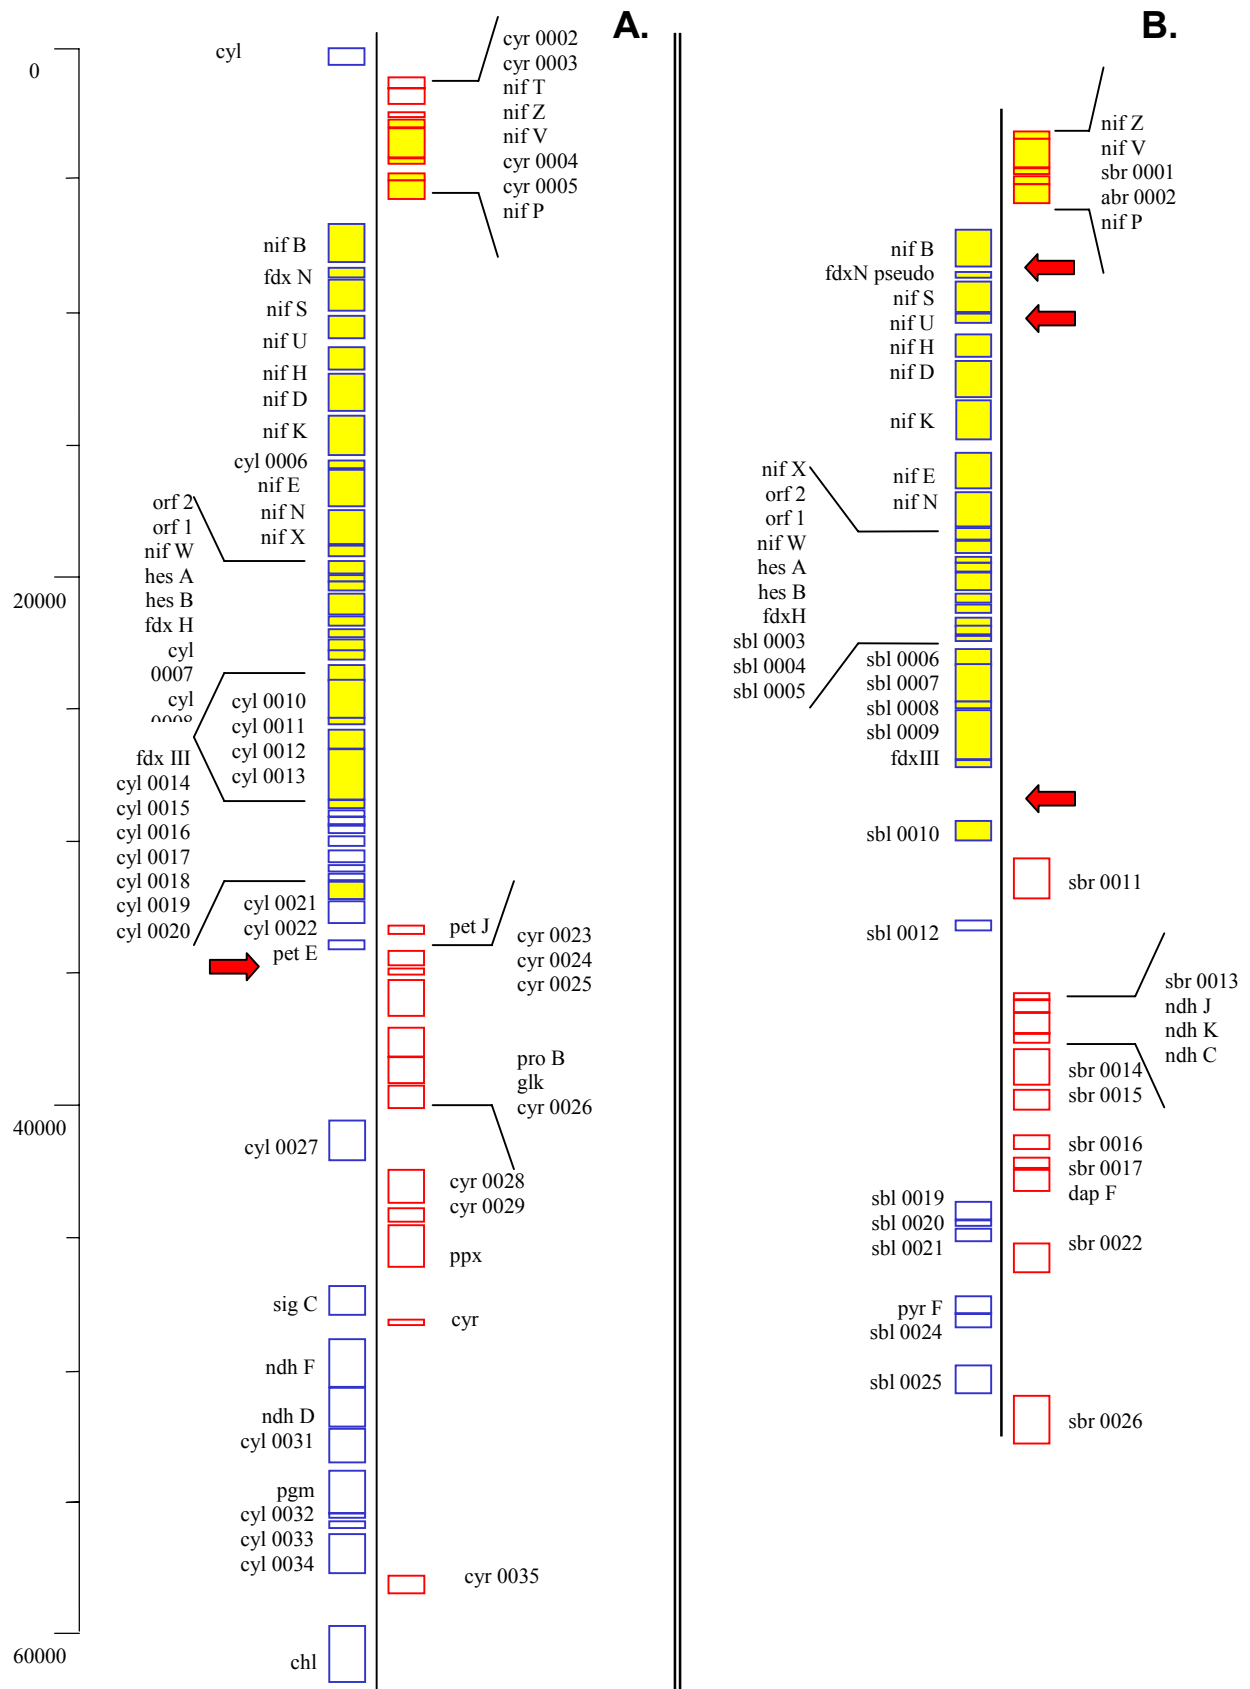 A.
0
20000
40000
60000
cyl
nif B
fdx N
nif S
nif U
nif H
nif D
nif K
cyl 0006
nif E
nif N
nif X
orf 2
orf 1
nif W
hes A
hes B
fdx H
cyl
0007
cyl
0008
cyl 0010
cyl 0011
cyl 0012
cyl 0013
fdx III
cyl 0014
cyl 0015
cyl 0016
cyl 0017
cyl 0018
cyl 0019
cyl 0020
cyl 0021
cyl 0022
pet E
cyl 0027
sig C
ndh F
ndh D
cyl 0031
pgm
cyl 0032
cyl 0033
cyl 0034
chl
cyr 0002
cyr 0003
nif T
nif Z
nif V
cyr 0004
cyr 0005
nif P
pet J
cyr 0023
cyr 0024
cyr 0025
pro B
glk
cyr 0026
cyr 0028
cyr 0029
ppx
cyr
cyr 0035
B.
nif B
fdxN pseudo
nif S
nif U
nif H
nif D
nif K
nif E
nif N
nif X
orf 2
orf 1
nif W
hes A
hes B
fdxH
sbl 0003
sbl 0004
sbl 0005
sbl 0006
sbl 0007
sbl 0008
sbl 0009
fdxIII
sbl 0010
sbl 0012
sbl 0019
sbl 0020
sbl 0021
pyr F
sbl 0024
sbl 0025
nif Z
nif V
sbr 0001
abr 0002
nif P
sbr 0011
sbr 0013
ndh J
ndh K
ndh C
sbr 0014
sbr 0015
sbr 0016
sbr 0017
dap F
sbr 0022
sbr 0026